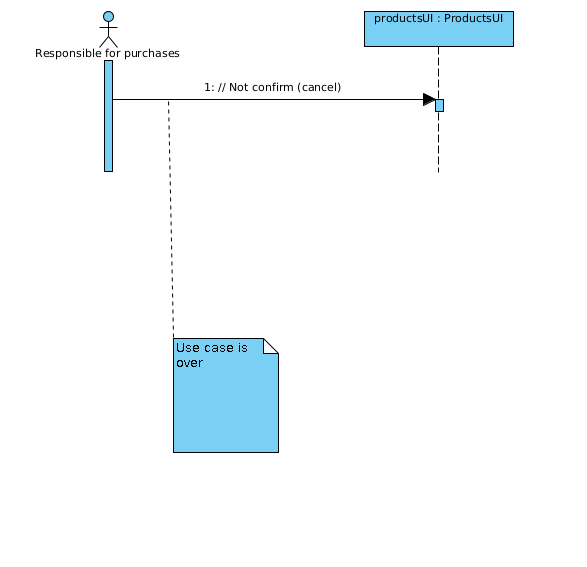 productsUI : ProductsUI
Responsible for purchases
1: // Not confirm (cancel)
Use case is
over